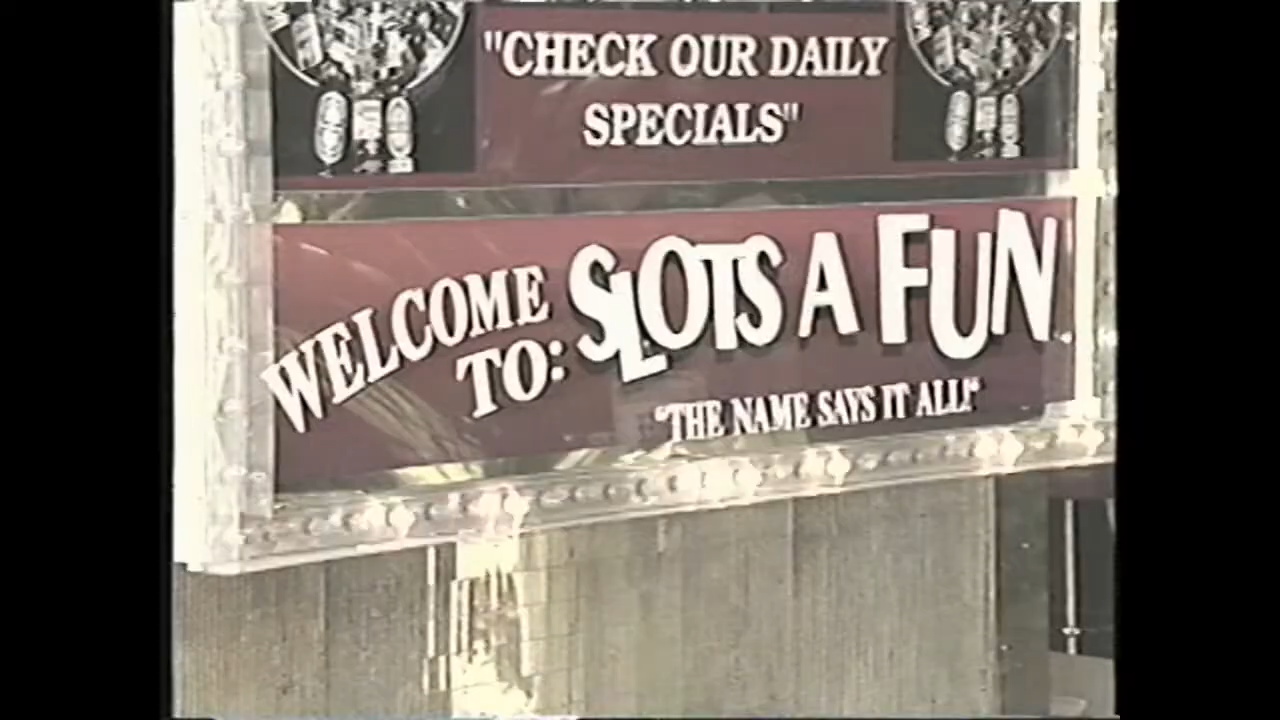 "CHECK OUR DAILY
SPECIALS"
WELCOME
TO: SLOTS A FUN
"THE NAME SAYS IT ALL!"